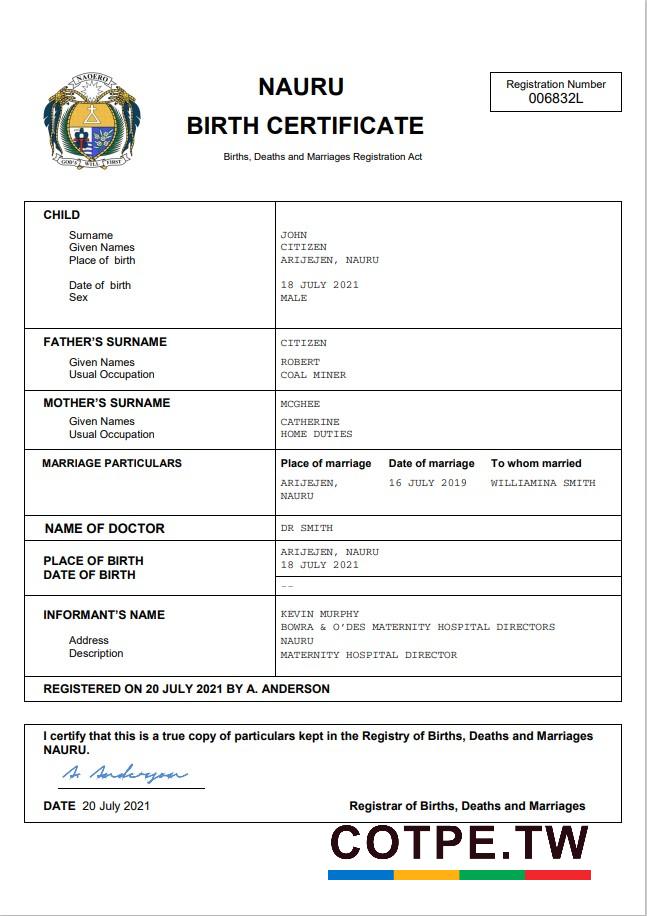 NAOERO
GOD'S WILL FIRST
NAURU
BIRTH CERTIFICATE
Births, Deaths and Marriages Registration Act
Registration Number
006832L
CHILD
Surname JOHN
Given Names CITIZEN
Place of birth ARIJEJEN, NAURU
Date of birth 18 JULY 2021
Sex MALE
FATHER'S SURNAME CITIZEN
Given Names ROBERT
Usual Occupation COAL MINER
MOTHER'S SURNAME MCGHEE
Given Names CATHERINE
Usual Occupation HOME DUTIES
MARRIAGE PARTICULARS Place of marriage Date of marriage To whom married
ARIJEJEN, 16 JULY 2019 WILLIAMINA SMITH
NAURU
NAME OF DOCTOR DR SMITH
PLACE OF BIRTH ARIJEJEN, NAURU
DATE OF BIRTH 18 JULY 2021
--
INFORMANT'S NAME KEVIN MURPHY
BOWRA & O'DES MATERNITY HOSPITAL DIRECTORS
Address NAURU
Description MATERNITY HOSPITAL DIRECTOR
REGISTERED ON 20 JULY 2021 BY A. ANDERSON
I certify that this is a true copy of particulars kept in the Registry of Births, Deaths and Marriages
NAURU.
A. Anderson
DATE 20 July 2021 Registrar of Births, Deaths and Marriages
COTPE.TW